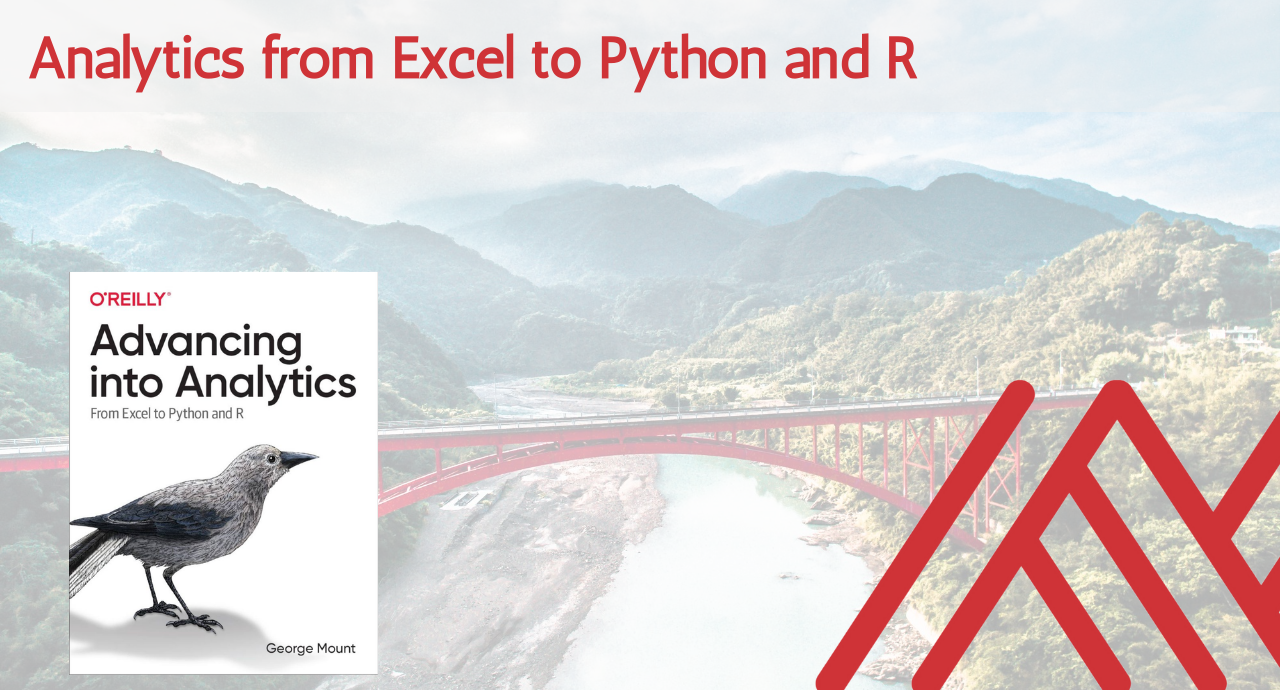 Analytics from Excel to Python and R
O'REILLY®
Advancing
into Analytics
From Excel to Python and R
George Mount